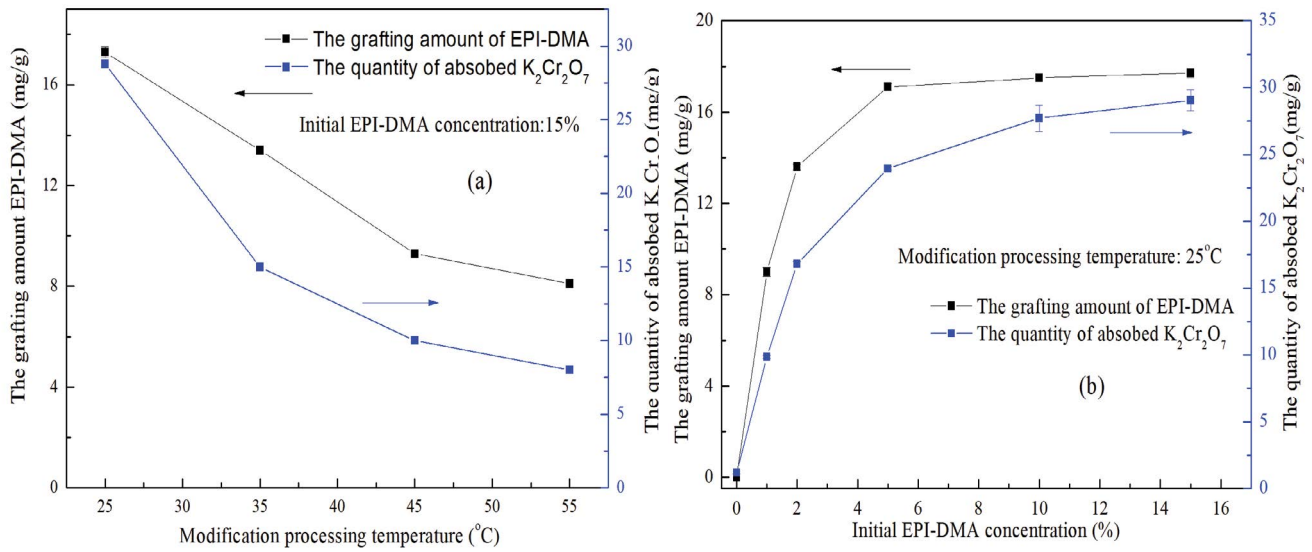 The grafting amount EPI-DMA (mg/g)
16
12
8
4
0
The grafting amount of EPI-DMA
The quantity of absobed K2Cr2O7
Initial EPI-DMA concentration:15%
(a)
30
25
20
15
10
5
0
The quantity of absobed K2Cr2O7(mg/g)
25 30 35 40 45 50 55
Modification processing temperature (°C)
The grafting amount EPI-DMA (mg/g)
20
16
12
8
4
0
Modification processing temperature: 25°C
The grafting amount of EPI-DMA
The quantity of absobed K2Cr2O7
(b)
35
30
25
20
15
10
5
0
The quantity of absobed K2Cr2O7(mg/g)
0 2 4 6 8 10 12 14 16
Initial EPI-DMA concentration (%)